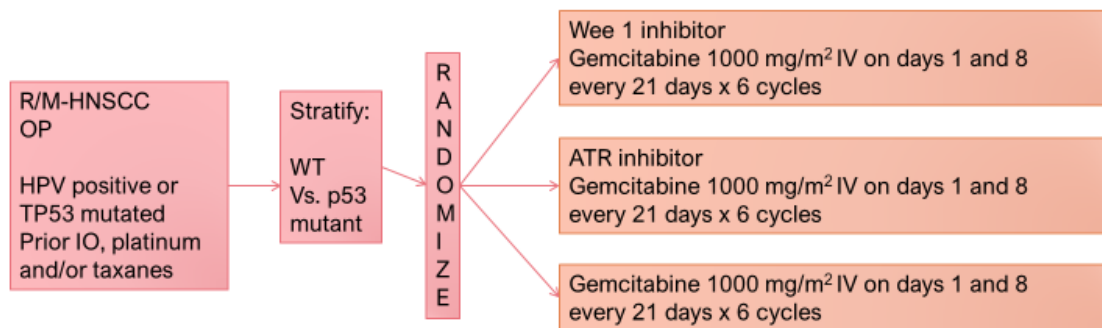 R/M-HNSCC
OP
HPV positive or
TP53 mutated
Prior IO, platinum
and/or taxanes
Stratify:
WT
Vs. p53
mutant
R
A
N
D
O
M
I
Z
E
Wee 1 inhibitor
Gemcitabine 1000 mg/m² IV on days 1 and 8
every 21 days x 6 cycles
ATR inhibitor
Gemcitabine 1000 mg/m² IV on days 1 and 8
every 21 days x 6 cycles
Gemcitabine 1000 mg/m² IV on days 1 and 8
every 21 days x 6 cycles